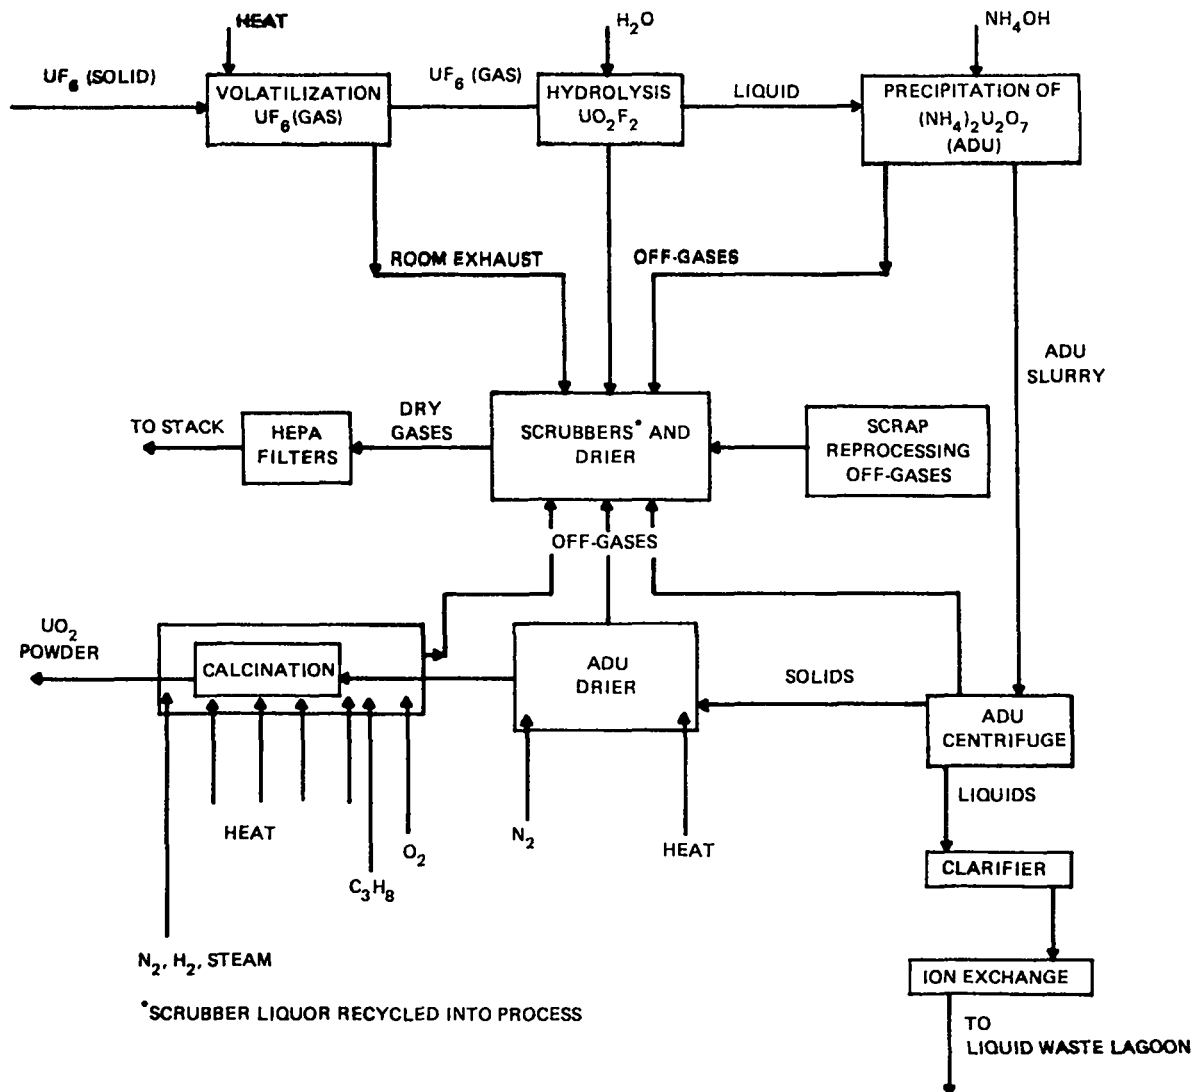 HEAT
H₂O
NH₄OH
UF₆ (SOLID)
VOLATILIZATION
UF₆(GAS)
UF₆ (GAS)
HYDROLYSIS
UO₂F₂
LIQUID
PRECIPITATION OF
(NH₄)₂U₂O₇
(ADU)
ROOM EXHAUST
OFF-GASES
ADU
SLURRY
TO STACK
HEPA
FILTERS
DRY
GASES
SCRUBBERS* AND
DRIER
SCRAP
REPROCESSING
OFF-GASES
OFF-GASES
UO₂
POWDER
CALCINATION
ADU
DRIER
SOLIDS
ADU
CENTRIFUGE
HEAT
O₂
C₃H₈
N₂
HEAT
LIQUIDS
CLARIFIER
N₂, H₂, STEAM
ION EXCHANGE
*SCRUBBER LIQUOR RECYCLED INTO PROCESS
TO
LIQUID WASTE LAGOON